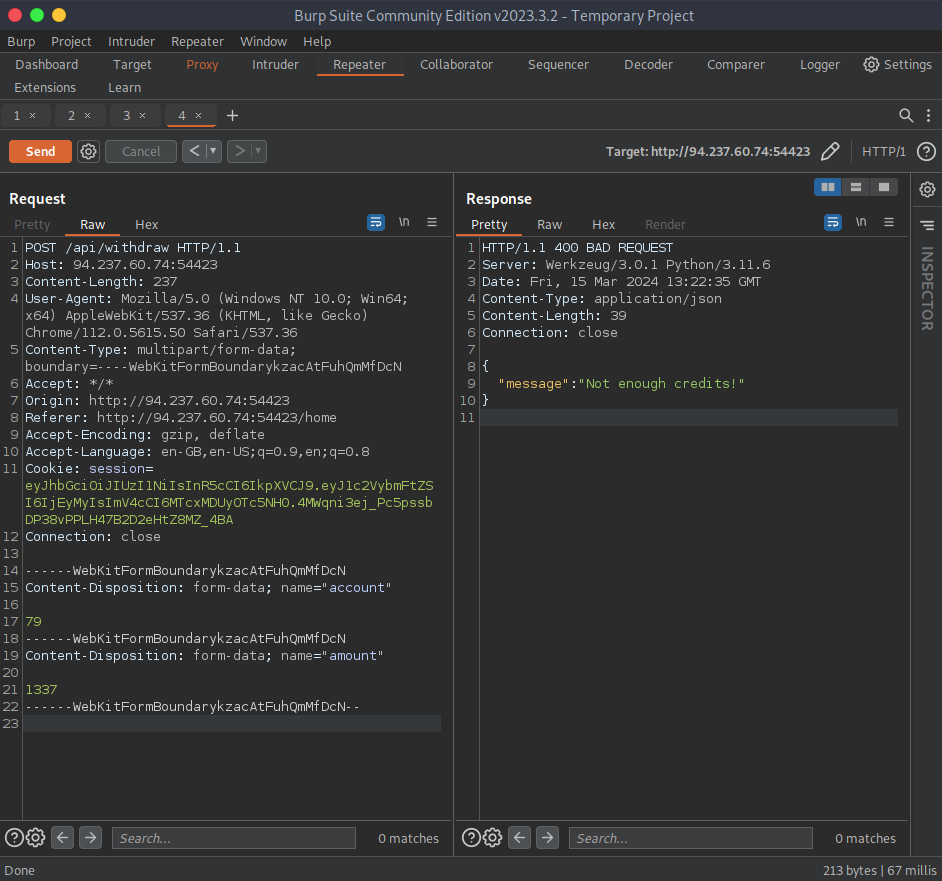 Burp Suite Community Edition v2023.3.2 - Temporary Project
Burp Project Intruder Repeater Window Help
Dashboard Target Proxy Intruder Repeater Collaborator Sequencer Decoder Comparer Logger Settings
Extensions Learn
1 × 2 × 3 × 4 × +
Send Cancel < > Target: http://94.237.60.74:54423 HTTP/1
Request
Pretty Raw Hex \n
1 POST /api/withdraw HTTP/1.1
2 Host: 94.237.60.74:54423
3 Content-Length: 237
4 User-Agent: Mozilla/5.0 (Windows NT 10.0; Win64;
x64) AppleWebKit/537.36 (KHTML, like Gecko)
Chrome/112.0.5615.50 Safari/537.36
5 Content-Type: multipart/form-data;
boundary=----WebKitFormBoundarykzacAtFuhQmMfDcN
6 Accept: */*
7 Origin: http://94.237.60.74:54423
8 Referer: http://94.237.60.74:54423/home
9 Accept-Encoding: gzip, deflate
10 Accept-Language: en-GB,en-US;q=0.9,en;q=0.8
11 Cookie: session=
eyJhbGciOiJIUzI1NiIsInR5cCI6IkpXVCJ9.eyJ1c2VybmFtZS
I6IjEyMyIsImV4cCI6MTcxMDUyOTc5NH0.4MWqni3ej_Pc5pssb
DP38vPPLH47B2D2eHtZ8MZ_4BA
12 Connection: close
13
14 ------WebKitFormBoundarykzacAtFuhQmMfDcN
15 Content-Disposition: form-data; name="account"
16
17 79
18 ------WebKitFormBoundarykzacAtFuhQmMfDcN
19 Content-Disposition: form-data; name="amount"
20
21 1337
22 ------WebKitFormBoundarykzacAtFuhQmMfDcN--
23
Search... 0 matches
Response
Pretty Raw Hex Render \n
1 HTTP/1.1 400 BAD REQUEST
2 Server: Werkzeug/3.0.1 Python/3.11.6
3 Date: Fri, 15 Mar 2024 13:22:35 GMT
4 Content-Type: application/json
5 Content-Length: 39
6 Connection: close
7
8 {
9 "message":"Not enough credits!"
10 }
11
Search... 0 matches
INSPECTOR
Done 213 bytes | 67 millis